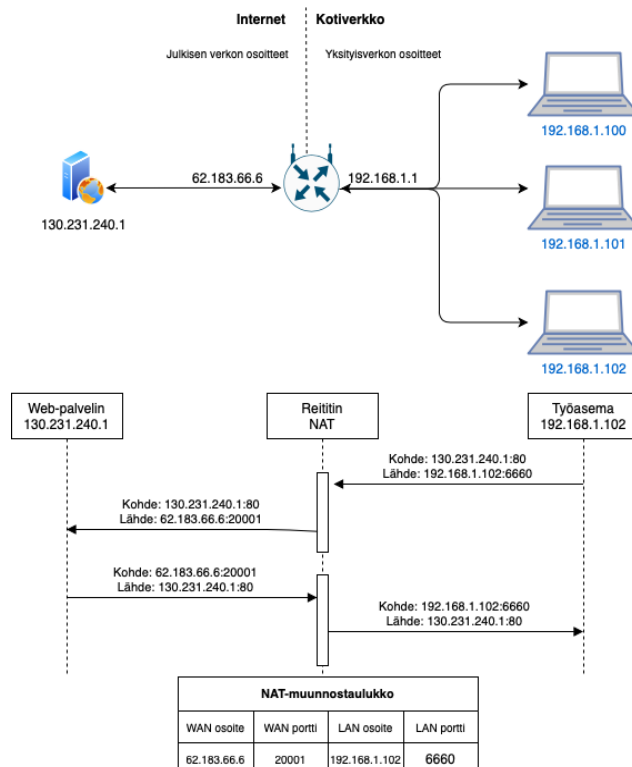 Internet
Kotiverkko
Julkisen verkon osoitteet
Yksityisverkon osoitteet
192.168.1.100
62.183.66.6
192.168.1.1
130.231.240.1
192.168.1.101
192.168.1.102
Web-palvelin
130.231.240.1
Reititin
NAT
Työasema
192.168.1.102
Kohde: 130.231.240.1:80
Lähde: 192.168.1.102:6660
Kohde: 130.231.240.1:80
Lähde: 62.183.66.6:20001
Kohde: 62.183.66.6:20001
Lähde: 130.231.240.1:80
Kohde: 192.168.1.102:6660
Lähde: 130.231.240.1:80
NAT-muunnostaulukko
WAN osoite WAN portti LAN osoite LAN portti
62.183.66.6 20001 192.168.1.102 6660